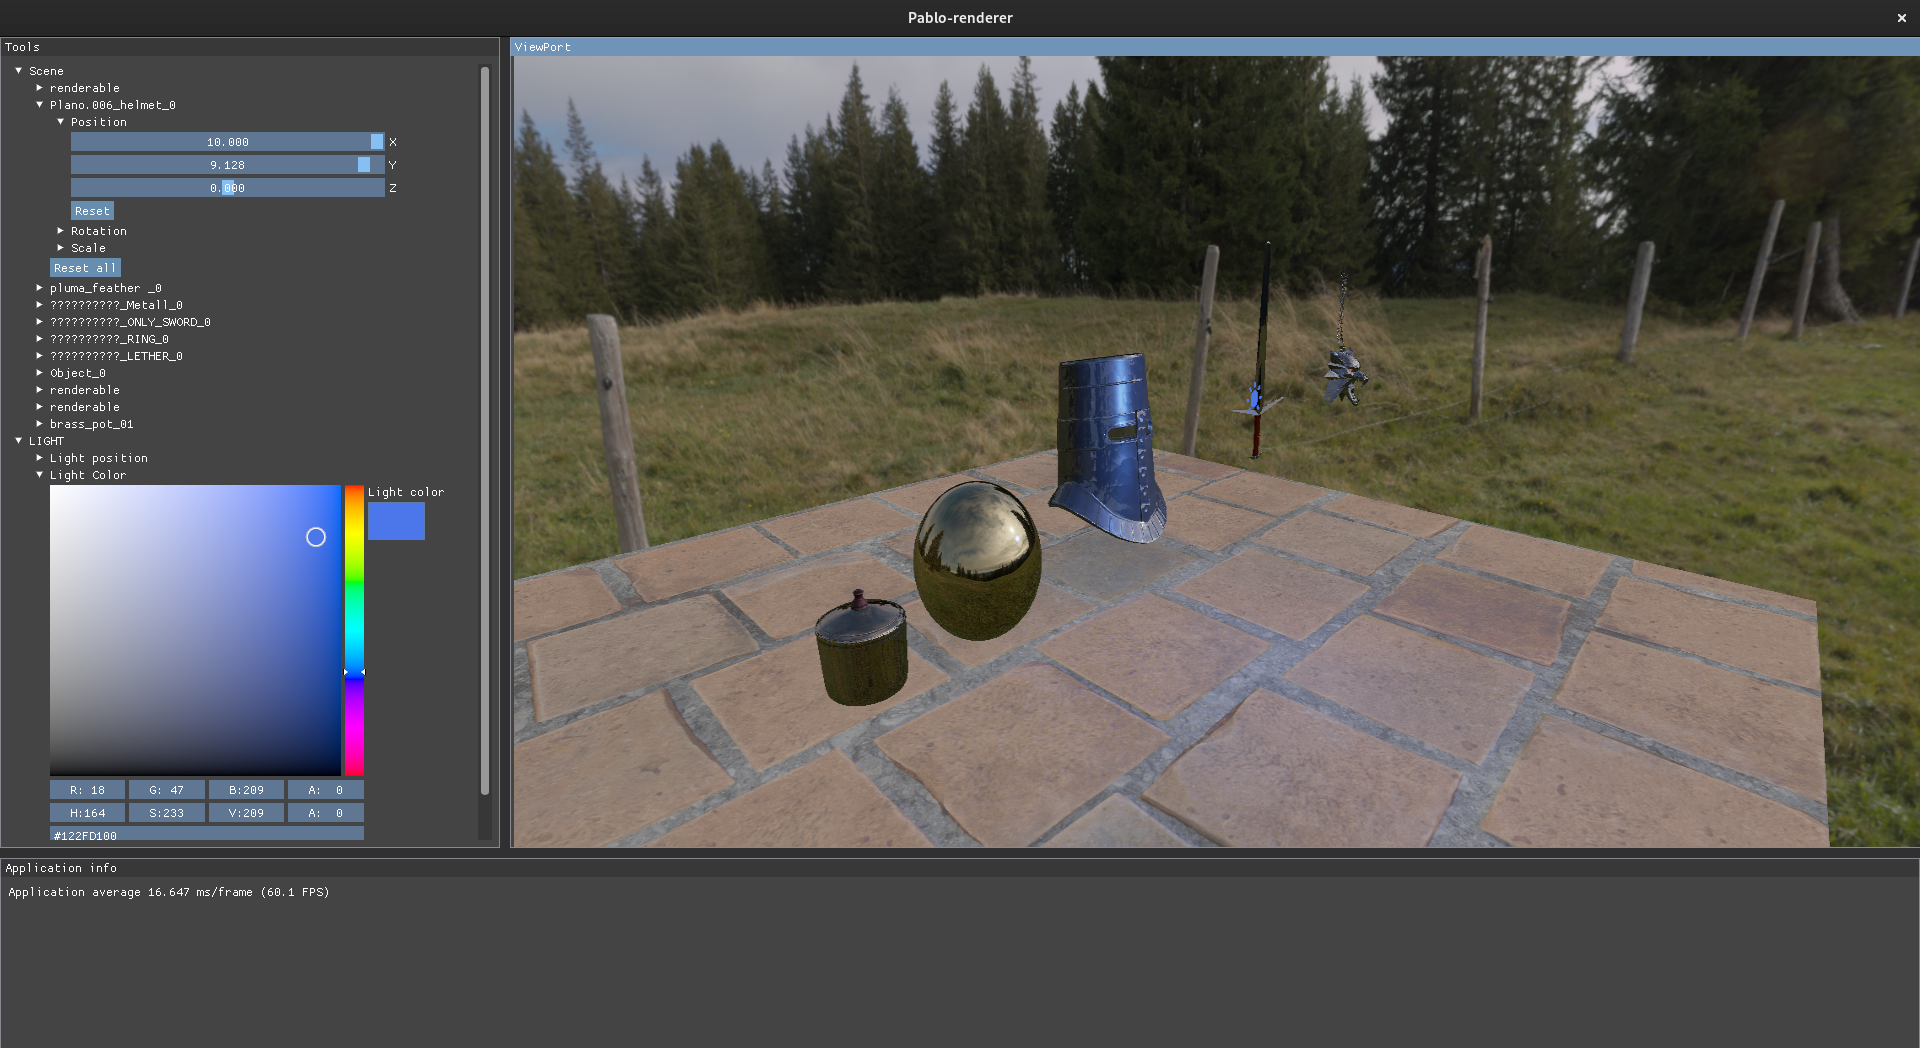 Pablo-renderer
Tools
Scene
renderable
Plano.006_helmet_0
Position
10.000 X
9.128 Y
0.000 Z
Reset
Rotation
Scale
Reset all
pluma_feather _0
??????????_Metall_0
??????????_ONLY_SWORD_0
??????????_RING_0
??????????_LETHER_0
Object_0
renderable
renderable
brass_pot_01
LIGHT
Light position
Light Color
Light color
R: 18 G: 47 B:209 A: 0
H:164 S:233 V:209 A: 0
#122FD100
ViewPort
Application info
Application average 16.647 ms/frame (60.1 FPS)